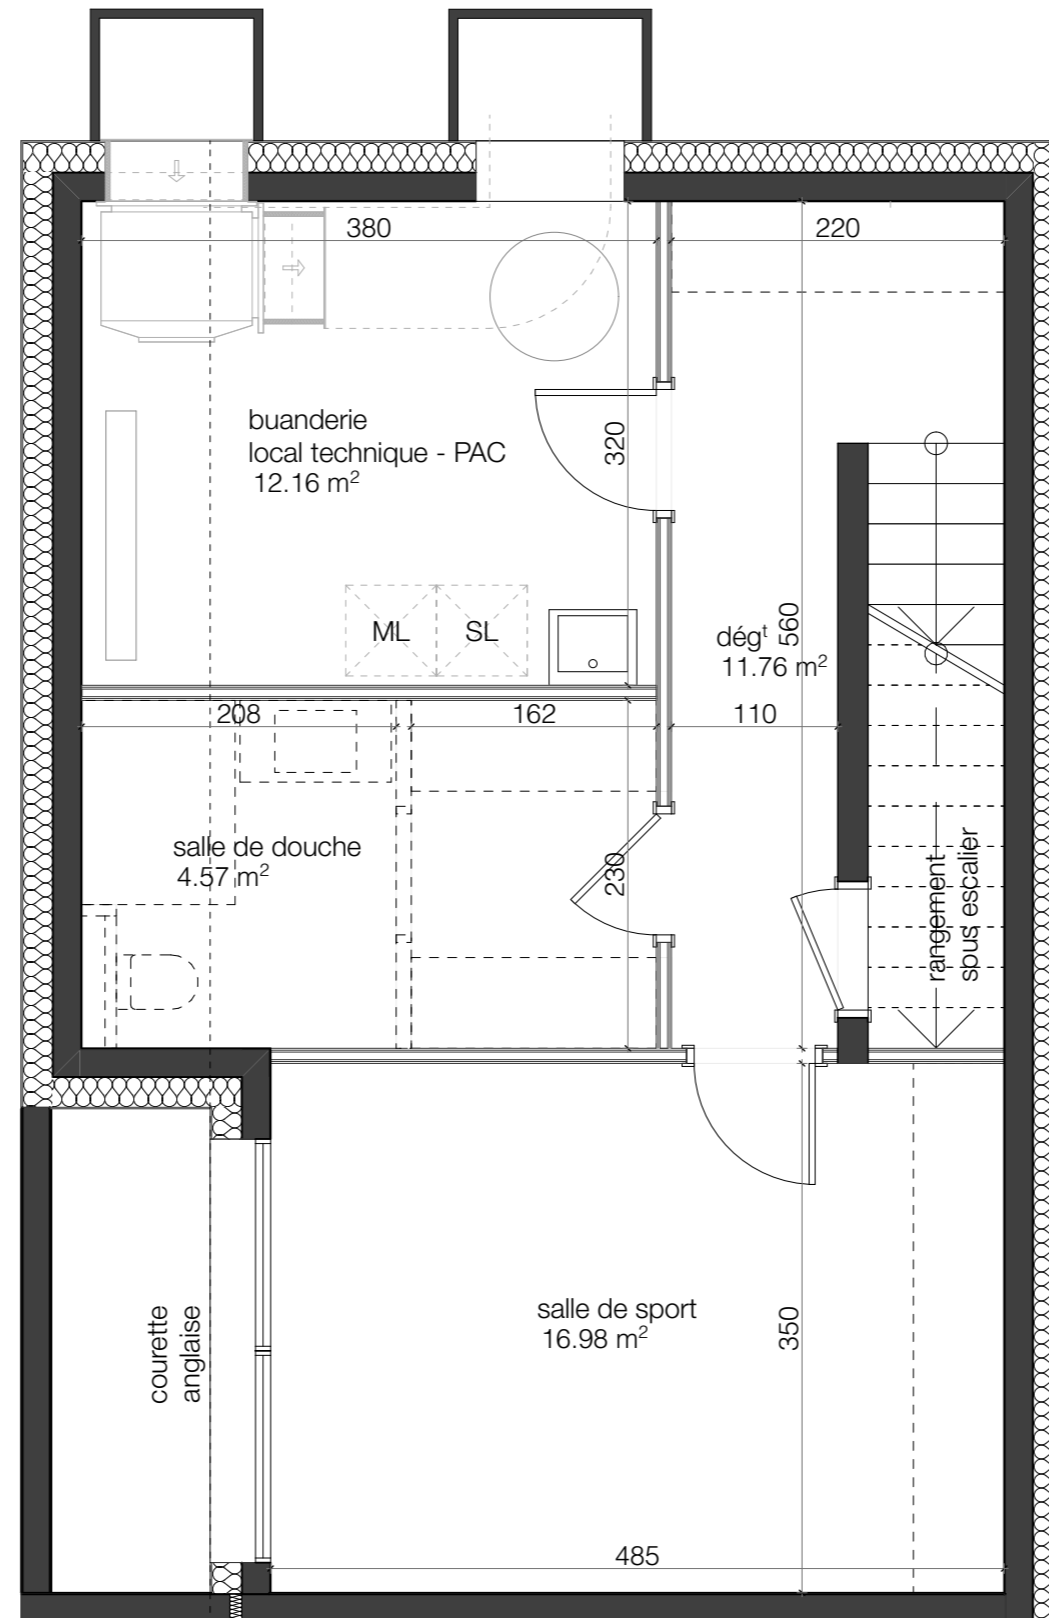 380
220
buanderie
local technique - PAC
12.16 m²
320
ML
SL
dégᵗ
11.76 m²
560
208
162
110
salle de douche
4.57 m²
230
rangement
sous escalier
courette
anglaise
salle de sport
16.98 m²
350
485